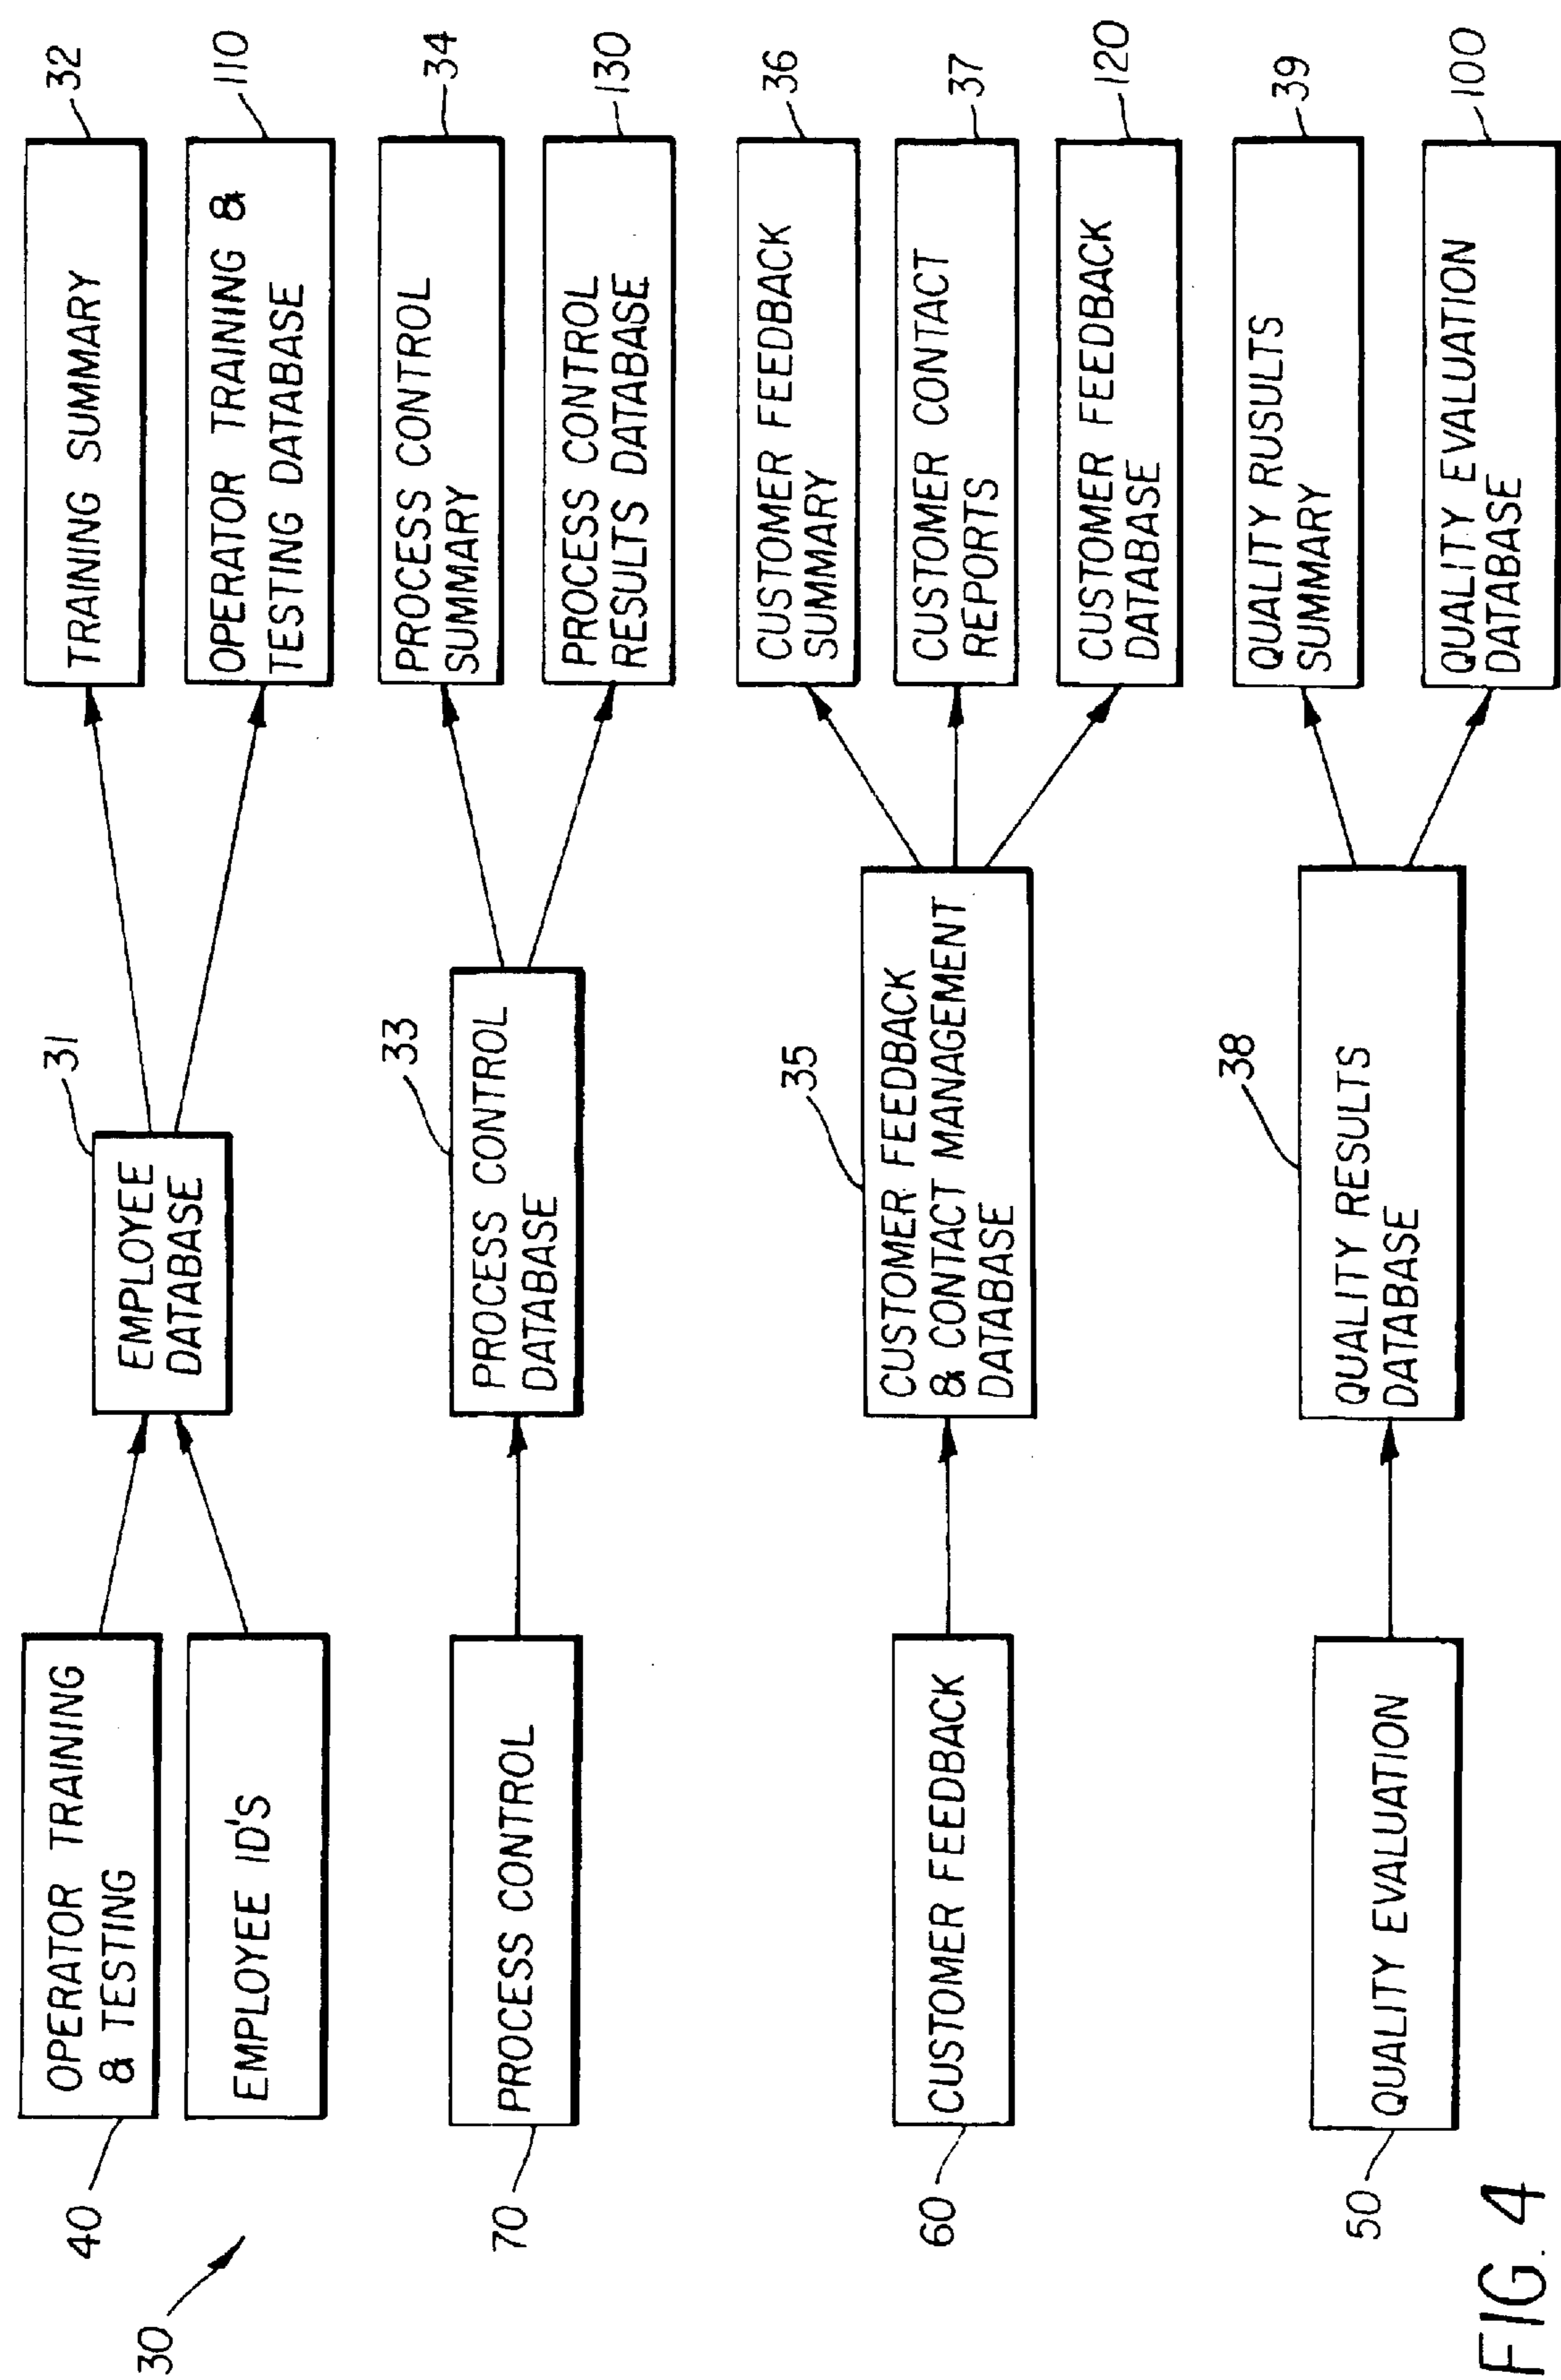 30
40
OPERATOR TRAINING
& TESTING
EMPLOYEE ID'S
31
EMPLOYEE
DATABASE
32
TRAINING SUMMARY
110
OPERATOR TRAINING &
TESTING DATABASE
70
PROCESS CONTROL
33
PROCESS CONTROL
DATABASE
34
PROCESS CONTROL
SUMMARY
130
PROCESS CONTROL
RESULTS DATABASE
60
CUSTOMER FEEDBACK
35
CUSTOMER FEEDBACK
& CONTACT MANAGEMENT
DATABASE
36
CUSTOMER FEEDBACK
SUMMARY
37
CUSTOMER CONTACT
REPORTS
120
CUSTOMER FEEDBACK
DATABASE
50
QUALITY EVALUATION
38
QUALITY RESULTS
DATABASE
39
QUALITY RUSULTS
SUMMARY
100
QUALITY EVALUATION
DATABASE
FIG. 4